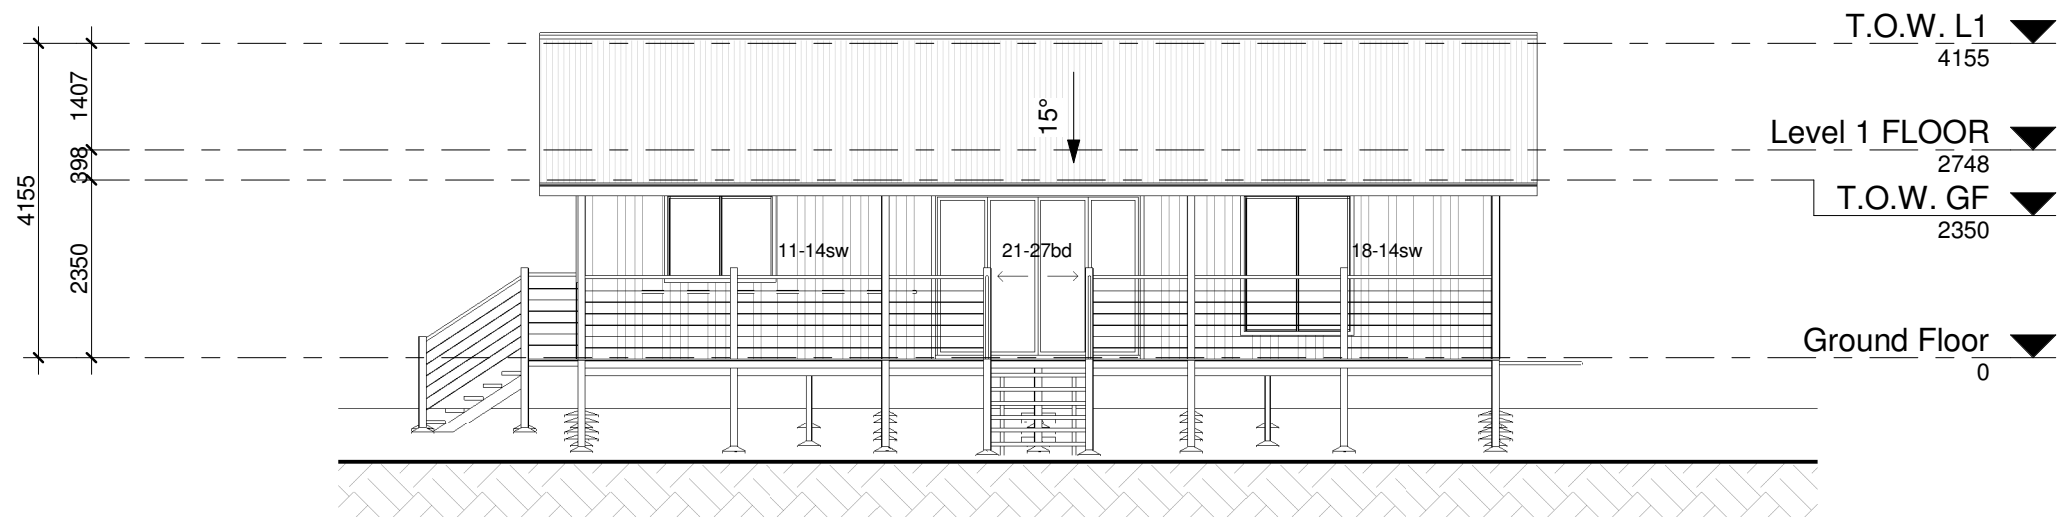 T.O.W. L1
4155
1407
15°
Level 1 FLOOR
2748
398
4155
T.O.W. GF
2350
2350
11-14sw
21-27bd
18-14sw
Ground Floor
0